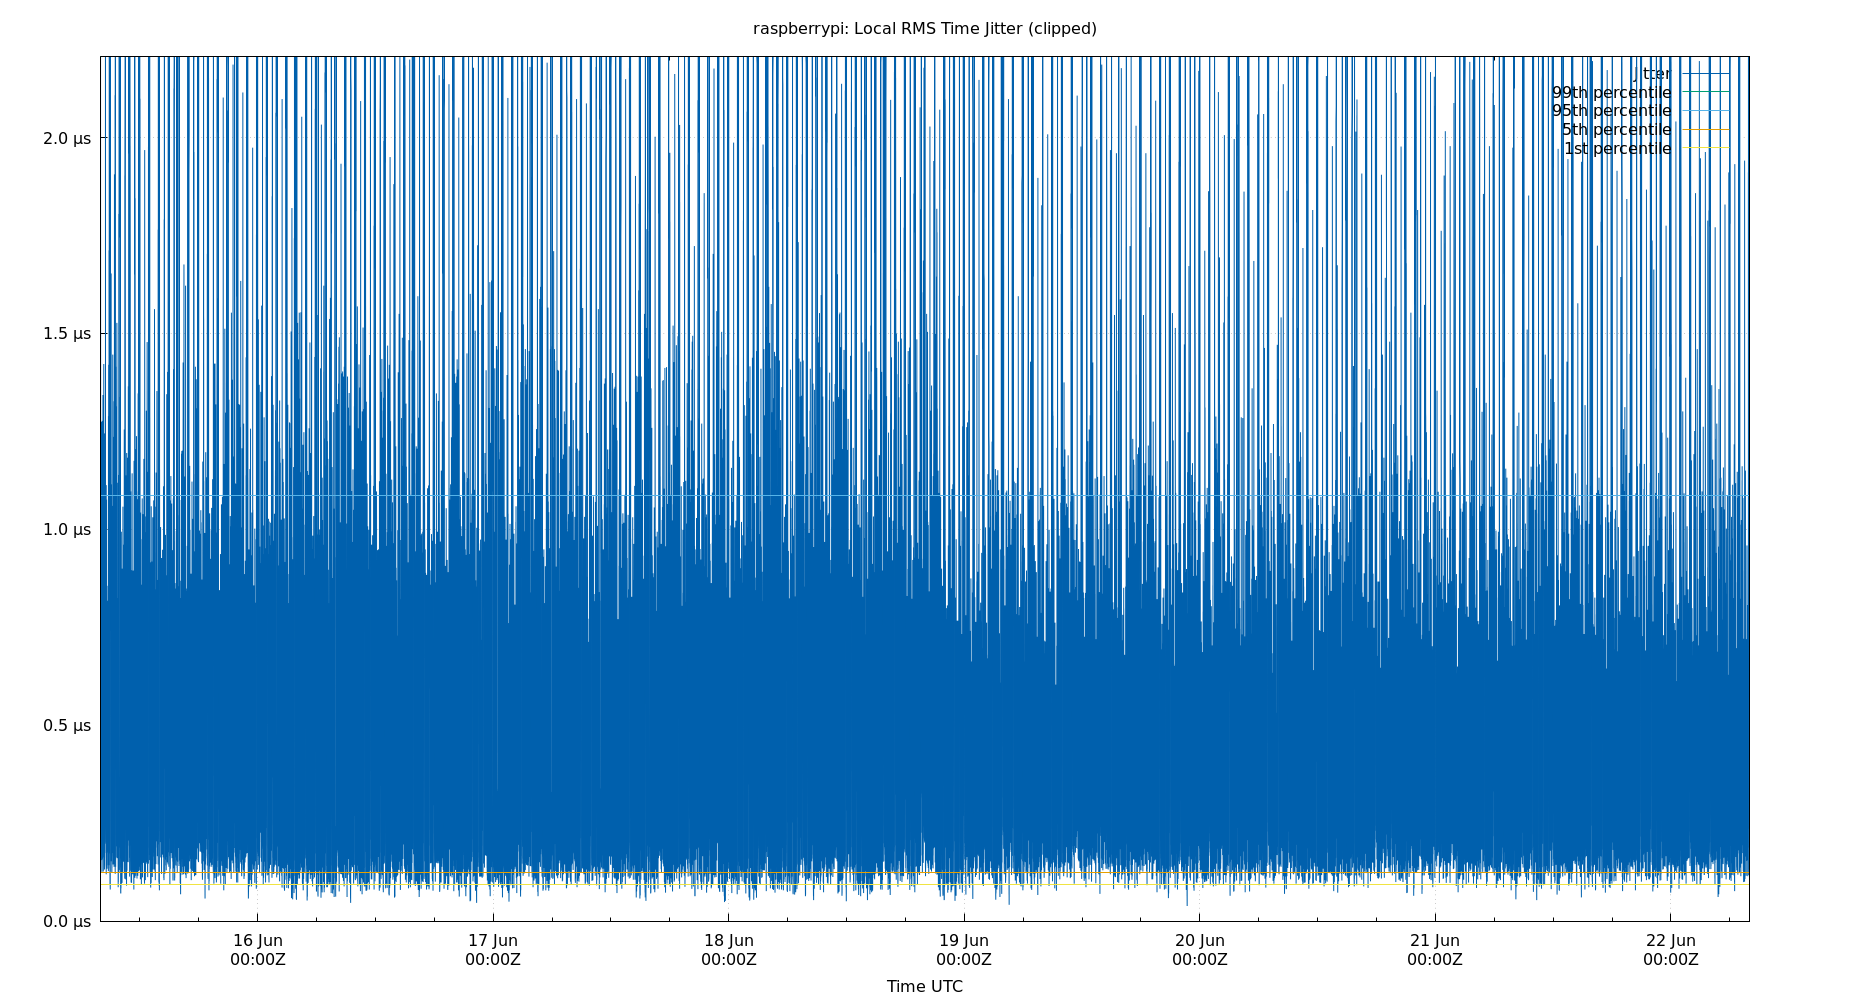 raspberrypi: Local RMS Time Jitter (clipped)
jitter
99th percentile
95th percentile
5th percentile
1st percentile
2.0 µs
1.5 µs
1.0 µs
0.5 µs
0.0 µs
16 Jun 17 Jun 18 Jun 19 Jun 20 Jun 21 Jun 22 Jun
00:00Z 00:00Z 00:00Z 00:00Z 00:00Z 00:00Z 00:00Z
Time UTC